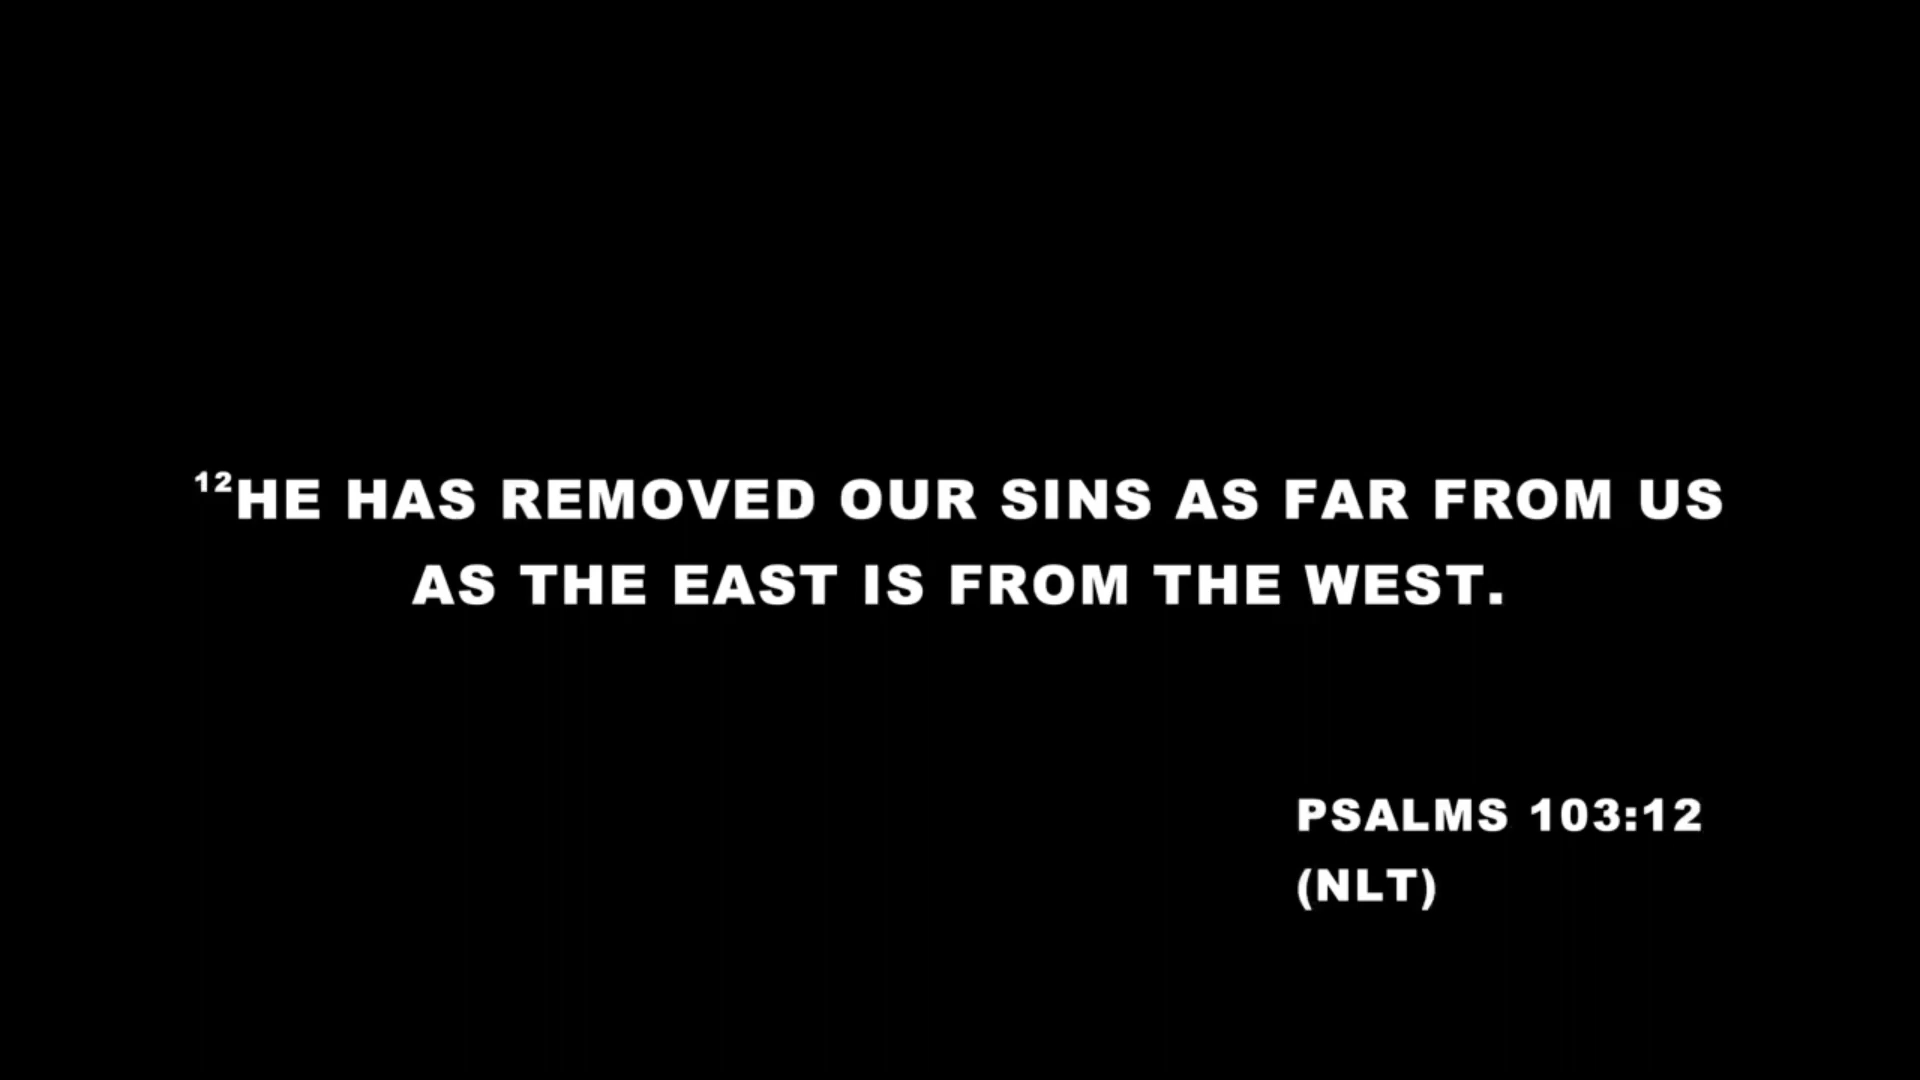 ¹²HE HAS REMOVED OUR SINS AS FAR FROM US
AS THE EAST IS FROM THE WEST.
PSALMS 103:12
(NLT)